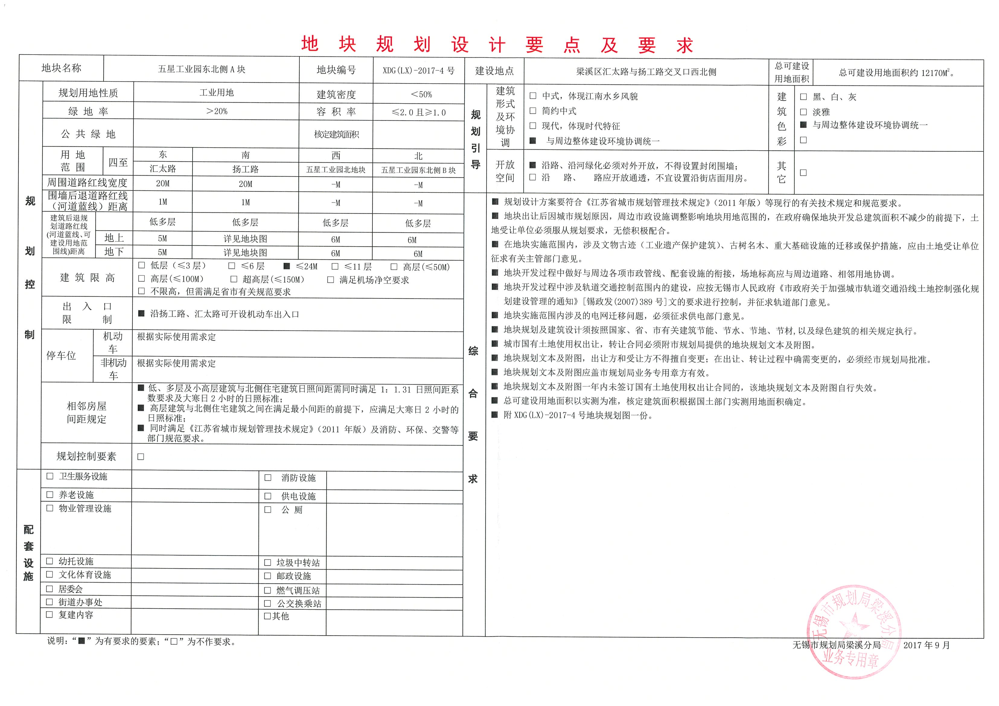 地块规划设计要点及要求
地块名称 五星工业园东北侧A块 地块编号 XDG(LX)-2017-4号 建设地点 梁溪区汇太路与扬工路交叉口西北侧 总可建设用地面积 总可建设用地面积约12170M²。
规划控制
规划用地性质 工业用地 建筑密度 <50%
绿地率 >20% 容积率 ≤2.0且≥1.0
公共绿地 核定建筑面积
用地范围 四至 东 南 西 北
汇太路 扬工路 五星工业园北地块 五星工业园东北侧B块
周围道路红线宽度 20M 20M -M -M
围墙后退道路红线
(河道蓝线)距离 1M 1M -M -M
建筑后退规
划道路红线
(河道蓝线、可
建设用地范
围线)距离
低多层 低多层 低多层 低多层
地上 5M 详见地块图 6M 6M
地下 5M 详见地块图 6M 6M
建筑限高
□ 低层(≤3层) □ ≤6层 ■ ≤24M □ ≤11层 □ 高层(≤50M)
□ 高层(≤100M) □ 超高层(≤150M) □ 满足机场净空要求
□ 不限高,但需满足省市有关规范要求
出入口
限制
■ 沿扬工路、汇太路可开设机动车出入口
停车位
机动车 根据实际使用需求定
非机动车 根据实际使用需求定
相邻房屋
间距规定
■ 低、多层及小高层建筑与北侧住宅建筑日照间距需同时满足1:1.31日照间距系
数要求及大寒日2小时的日照标准;
■ 高层建筑与北侧住宅建筑之间在满足最小间距的前提下,应满足大寒日2小时的
日照标准;
■ 同时满足《江苏省城市规划管理技术规定》(2011年版)及消防、环保、交警等
部门规范要求。
规划控制要素 □
配套设施
□ 卫生服务设施 □ 消防设施
□ 养老设施 □ 供电设施
□ 物业管理设施 □ 公厕
□ 幼托设施 □ 垃圾中转站
□ 文化体育设施 □ 邮政设施
□ 居委会 □ 燃气调压站
□ 街道办事处 □ 公交换乘站
□ 复建内容 □其他
规划引导
建筑
形式
及环
境协
调
□ 中式,体现江南水乡风貌
□ 简约中式
□ 现代,体现时代特征
■ 与周边整体建设环境协调统一
建筑色彩
□ 黑、白、灰
□ 淡雅
■ 与周边整体建设环境协调统一
□
开放
空间
■ 沿路、沿河绿化必须对外开放,不得设置封闭围墙;
□ 沿 路、 路应开放通透,不宜设置沿街店面用房。
其它 □
综合要求
■ 规划设计方案要符合《江苏省城市规划管理技术规定》(2011年版)等现行的有关技术规定和规范要求。
■ 地块出让后因城市规划原因,周边市政设施调整影响地块用地范围的,在政府确保地块开发总建筑面积不减少的前提下,土
地受让单位必须服从规划要求,无偿积极配合。
■ 在地块实施范围内,涉及文物古迹(工业遗产保护建筑)、古树名木、重大基础设施的迁移或保护措施,应由土地受让单位
征求有关主管部门意见。
■ 地块开发过程中做好与周边各项市政管线、配套设施的衔接,场地标高应与周边道路、相邻用地协调。
■ 地块开发过程中涉及轨道交通控制范围内的建设,应按无锡市人民政府《市政府关于加强城市轨道交通沿线土地控制强化规
划建设管理的通知》[锡政发(2007)389号]文的要求进行控制,并征求轨道部门意见。
■ 地块实施范围内涉及的电网迁移问题,必须征求供电部门意见。
■ 地块规划及建筑设计须按照国家、省、市有关建筑节能、节水、节地、节材,以及绿色建筑的相关规定执行。
■ 城市国有土地使用权出让,转让合同必须附市规划局提供的地块规划文本及附图。
■ 地块规划文本及附图,出让方和受让方不得擅自变更;在出让、转让过程中确需变更的,必须经市规划局批准。
■ 地块规划文本及附图应盖市规划局业务专用章方有效。
■ 地块规划文本及附图一年内未签订国有土地使用权出让合同的,该地块规划文本及附图自行失效。
■ 总可建设用地面积以实测为准,核定建筑面积根据国土部门实测用地面积确定。
■ 附XDG(LX)-2017-4号地块规划图一份。
说明:“■”为有要求的要素;“□”为不作要求。
无锡市规划局梁溪分局 2017年9月
无锡市规划局梁溪分局
业务专用章